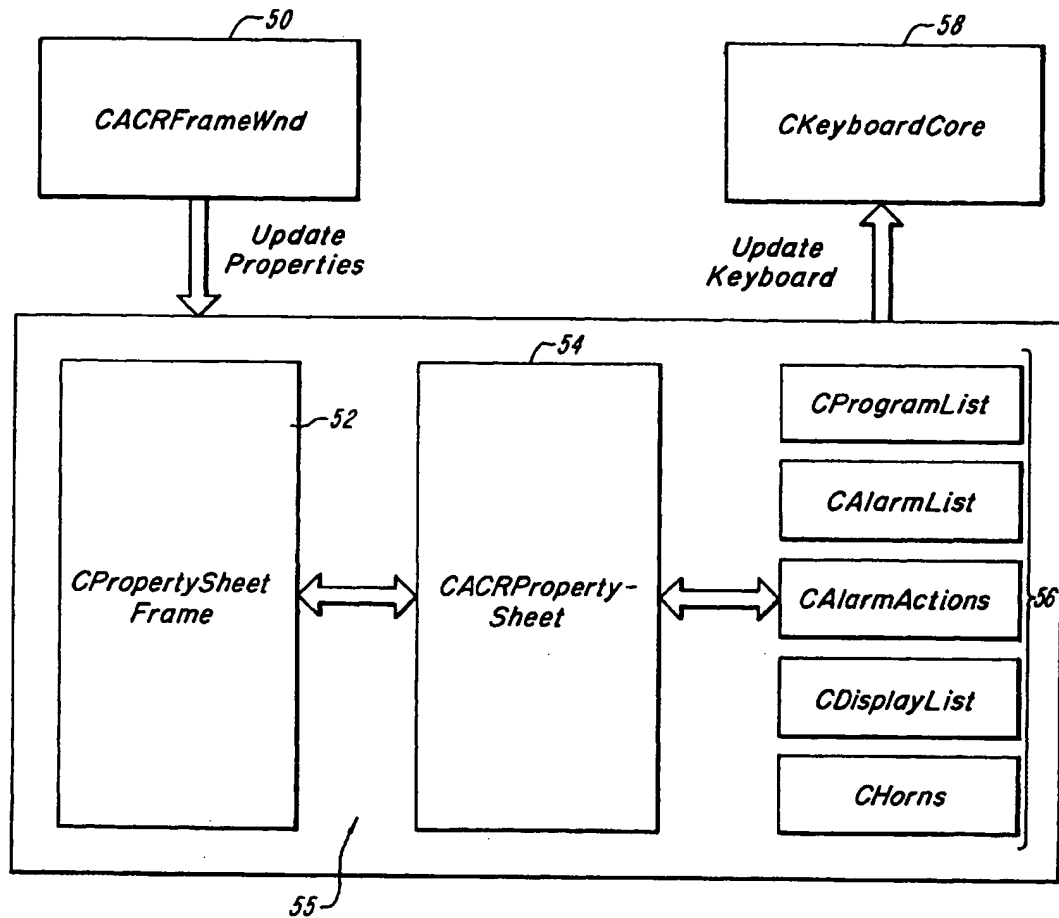 50
CACRFrameWnd
58
CKeyboardCore
Update
Properties
Update
Keyboard
52
CPropertySheet
Frame
54
CACRProperty-
Sheet
CProgramList
CAlarmList
CAlarmActions
CDisplayList
CHorns
56
55